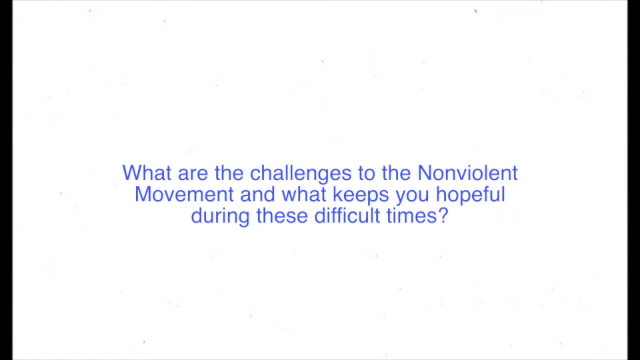 What are the challenges to the Nonviolent
Movement and what keeps you hopeful
during these difficult times?